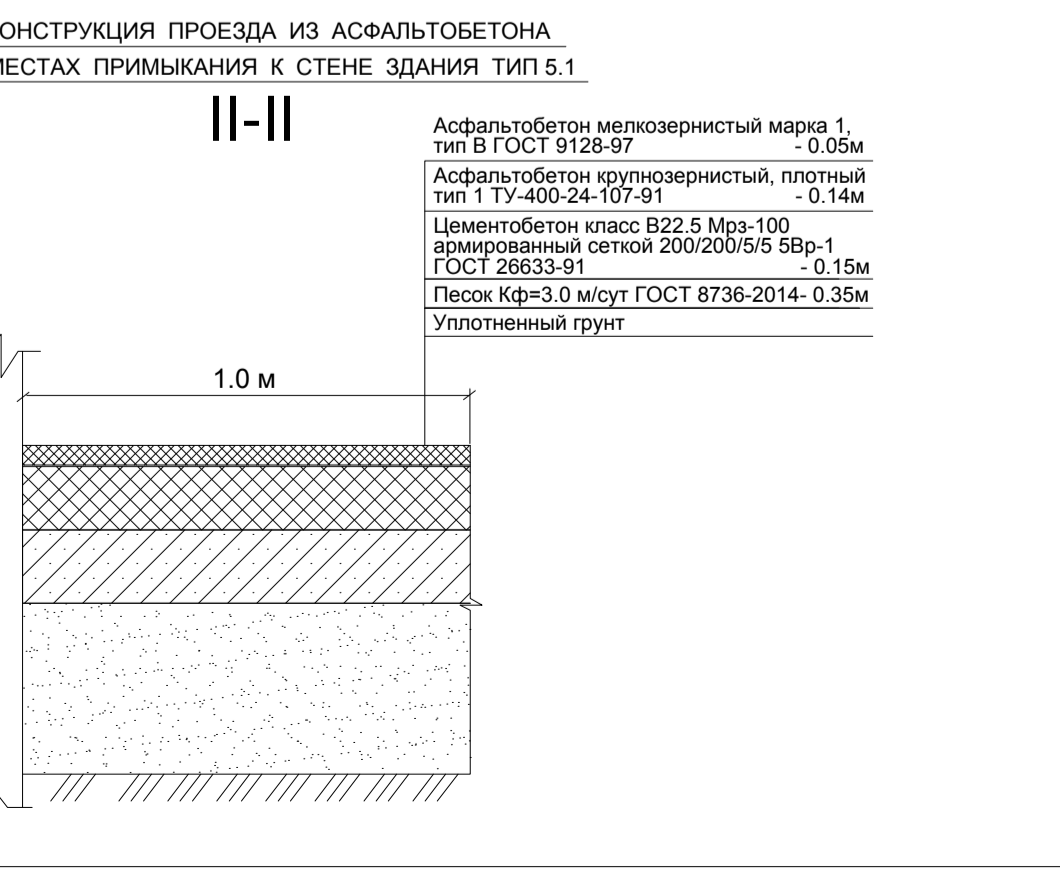 ОНСТРУКЦИЯ ПРОЕЗДА ИЗ АСФАЛЬТОБЕТОНА
МЕСТАХ ПРИМЫКАНИЯ К СТЕНЕ ЗДАНИЯ ТИП 5.1
II-II
Асфальтобетон мелкозернистый марка 1,
тип В ГОСТ 9128-97 - 0.05м
Асфальтобетон крупнозернистый, плотный
тип 1 ТУ-400-24-107-91 - 0.14м
Цементобетон класс В22.5 Мрз-100
армированный сеткой 200/200/5/5 5Вр-1
ГОСТ 26633-91 - 0.15м
Песок Кф=3.0 м/сут ГОСТ 8736-2014- 0.35м
Уплотненный грунт
1.0 м